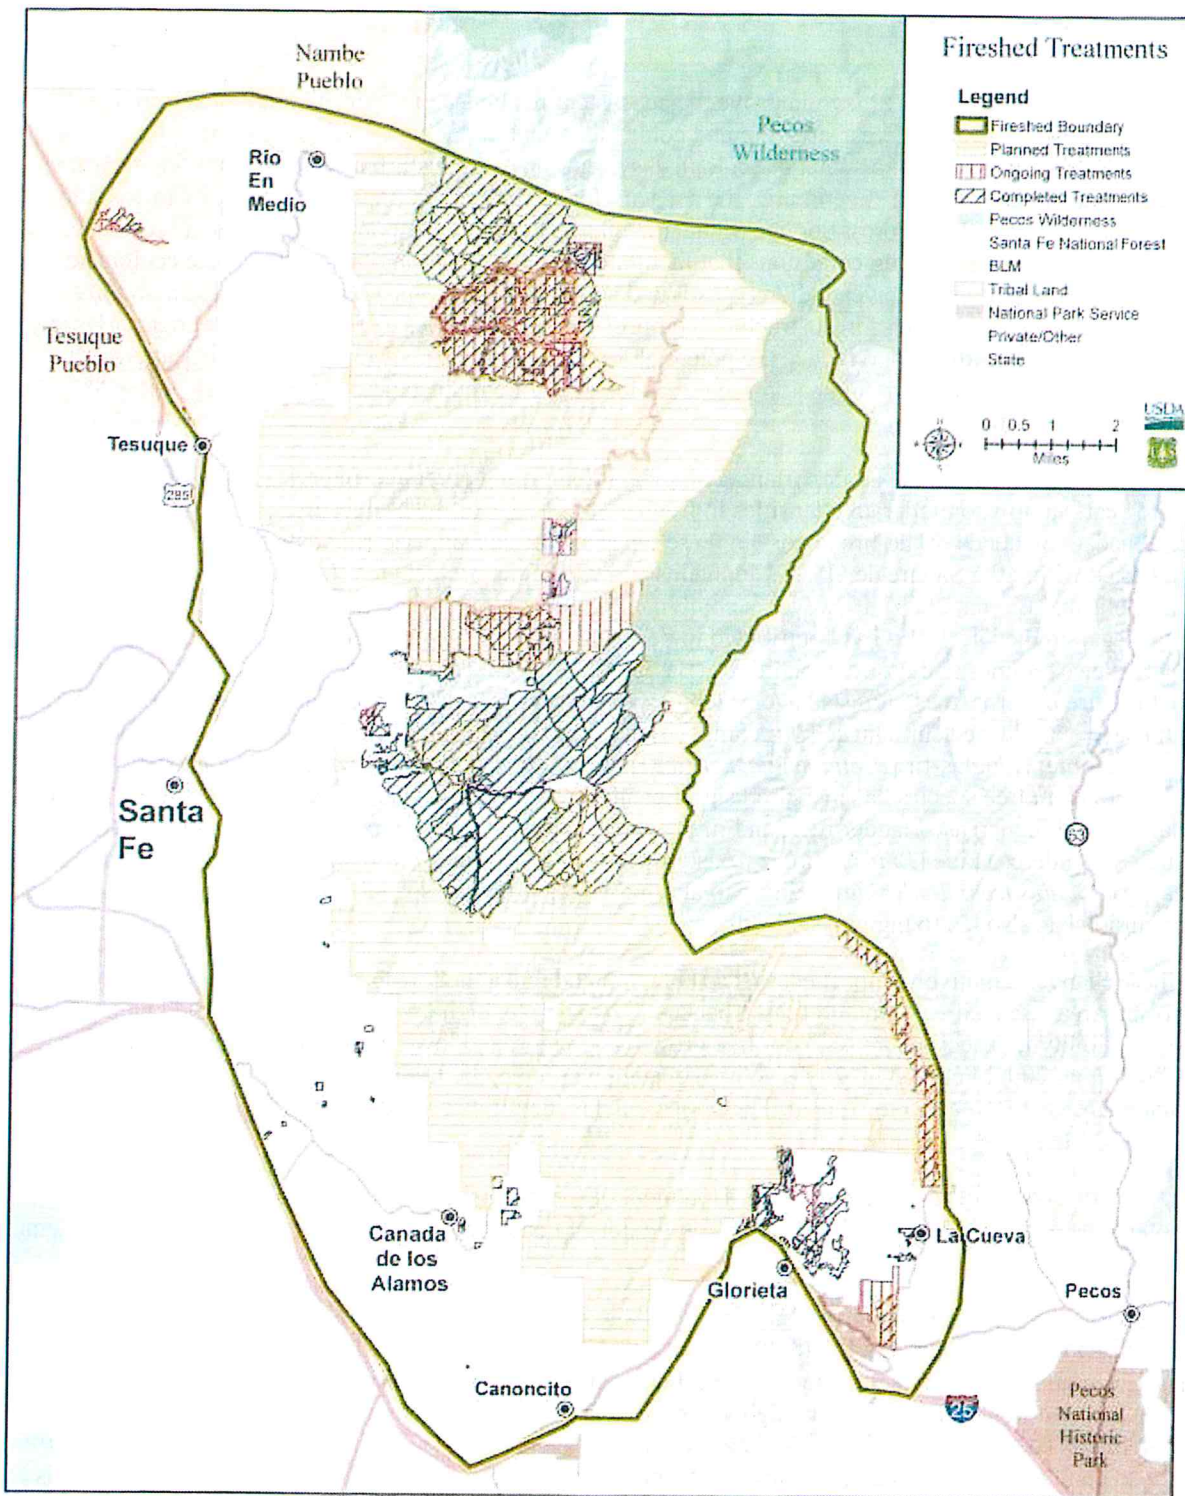 Fireshed Treatments
Legend
Fireshed Boundary
Planned Treatments
Ongoing Treatments
Completed Treatments
Pecos Wilderness
Santa Fe National Forest
BLM
Tribal Land
National Park Service
Private/Other
State
N
S
0 0.5 1 2
Miles
USDA
UAS
Nambe
Pueblo
Pecos
Wilderness
Rio
En
Medio
Tesuque
Pueblo
Tesuque
285
Santa
Fe
63
Canada
de los
Alamos
La Cueva
Glorieta
Pecos
Canoncito
25
Pecos
National
Historic
Park